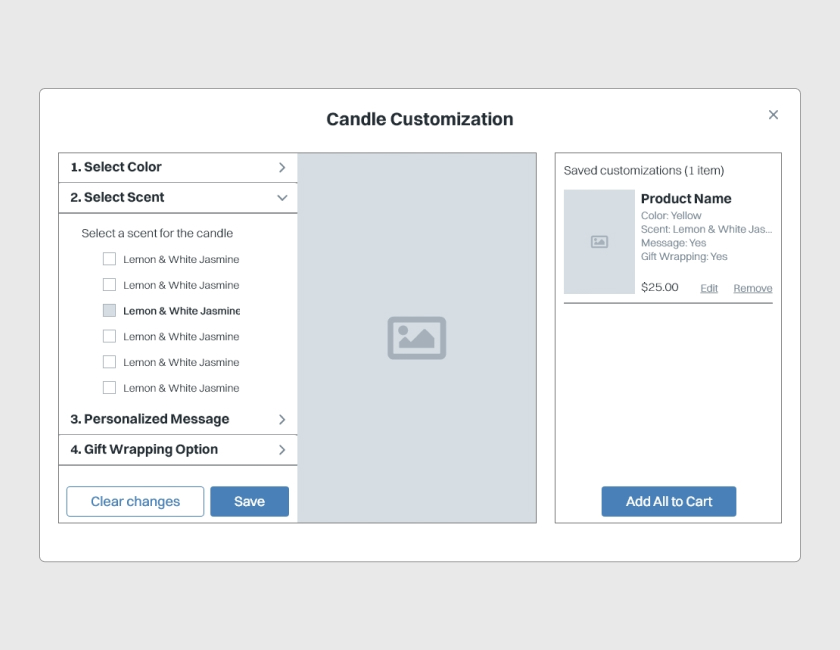 Candle Customization
1. Select Color
2. Select Scent
Select a scent for the candle
Lemon & White Jasmine
Lemon & White Jasmine
Lemon & White Jasmine
Lemon & White Jasmine
Lemon & White Jasmine
Lemon & White Jasmine
3. Personalized Message
4. Gift Wrapping Option
Clear changes
Save
Saved customizations (1 item)
Product Name
Color: Yellow
Scent: Lemon & White Jas...
Message: Yes
Gift Wrapping: Yes
$25.00 Edit Remove
Add All to Cart